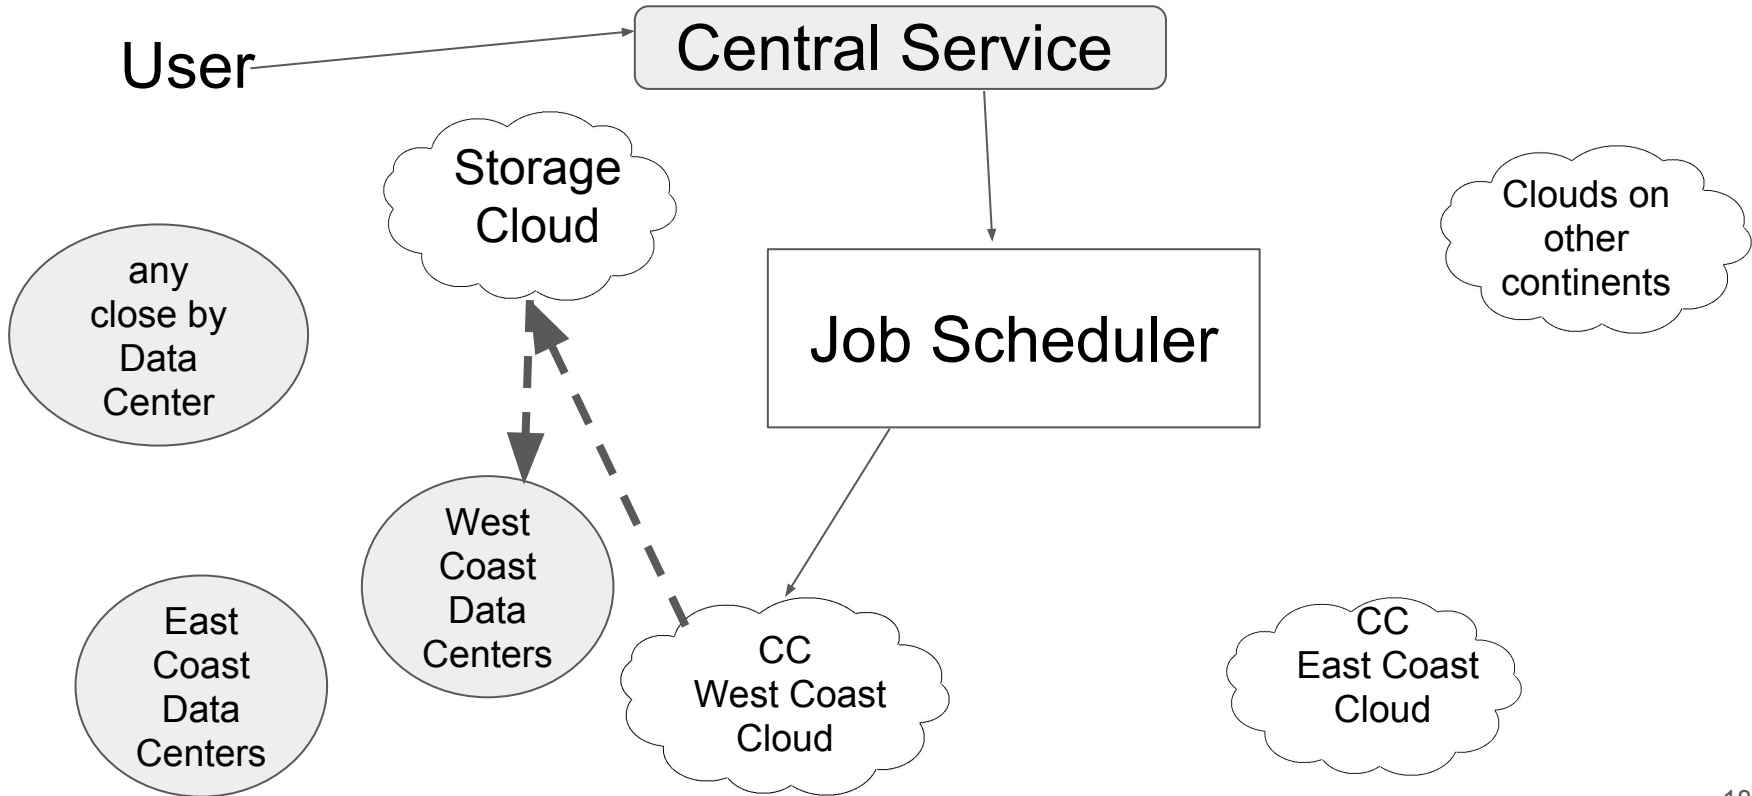 User
Central Service
Storage
Cloud
Clouds on
other
continents
any
close by
Data
Center
Job Scheduler
West
Coast
Data
Centers
East
Coast
Data
Centers
CC
West Coast
Cloud
CC
East Coast
Cloud